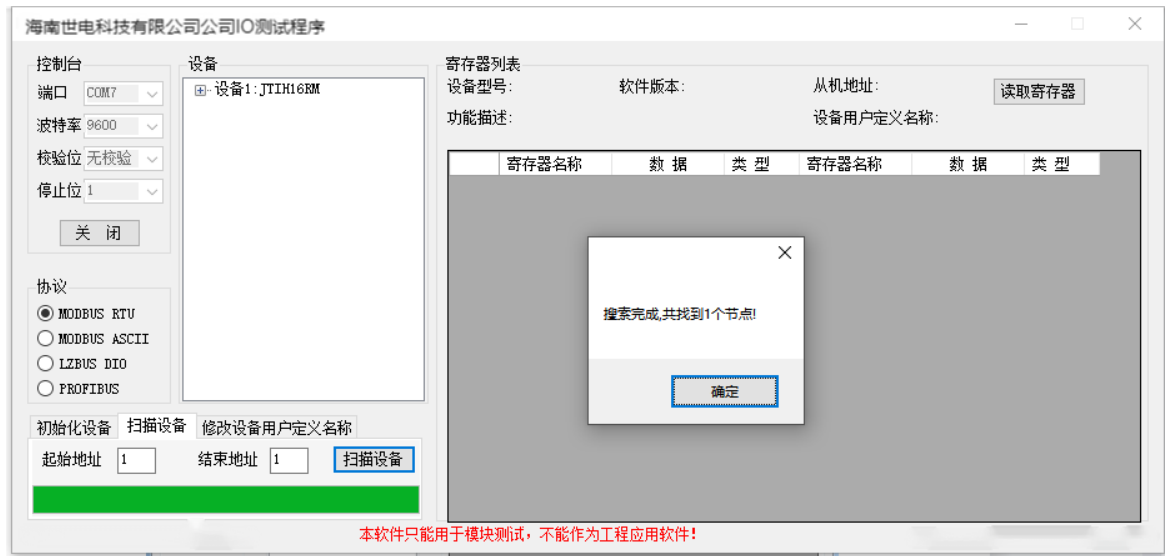 海南世电科技有限公司公司IO测试程序
控制台
端口 COM7
波特率 9600
校验位 无校验
停止位 1
关 闭
协议
MODBUS RTU
MODBUS ASCII
LZBUS DIO
PROFIBUS
设备
设备1:JTIH16RM
初始化设备 扫描设备 修改设备用户定义名称
起始地址 1 结束地址 1 扫描设备
寄存器列表
设备型号: 软件版本: 从机地址: 读取寄存器
功能描述: 设备用户定义名称:
寄存器名称 数 据 类 型 寄存器名称 数 据 类 型
搜索完成,共找到1个节点!
确定
本软件只能用于模块测试，不能作为工程应用软件!